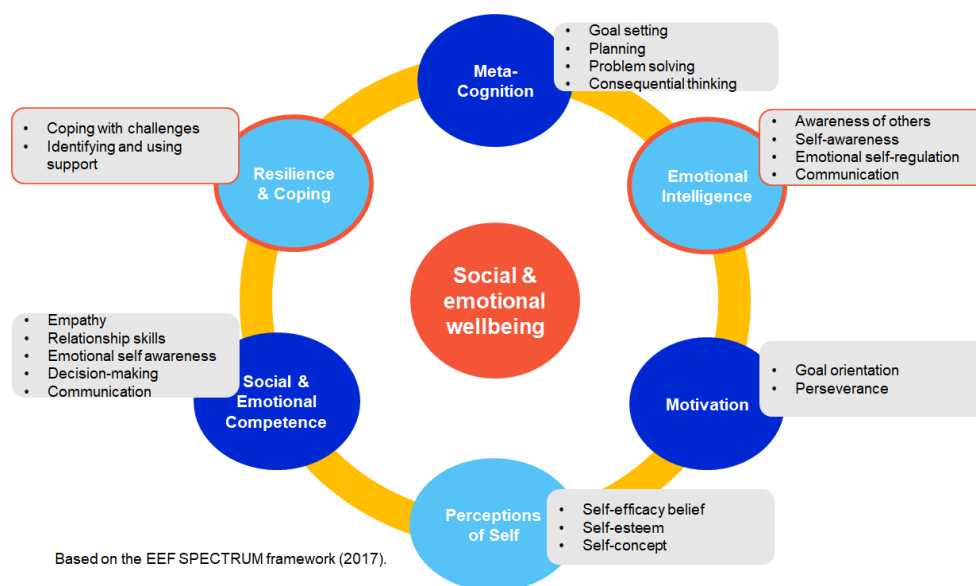 Meta-
Cognition
Goal setting
Planning
Problem solving
Consequential thinking
Emotional
Intelligence
Awareness of others
Self-awareness
Emotional self-regulation
Communication
Motivation
Goal orientation
Perseverance
Perceptions
of Self
Self-efficacy belief
Self-esteem
Self-concept
Social &
Emotional
Competence
Empathy
Relationship skills
Emotional self awareness
Decision-making
Communication
Resilience
& Coping
Coping with challenges
Identifying and using
support
Social &
emotional
wellbeing
Based on the EEF SPECTRUM framework (2017).